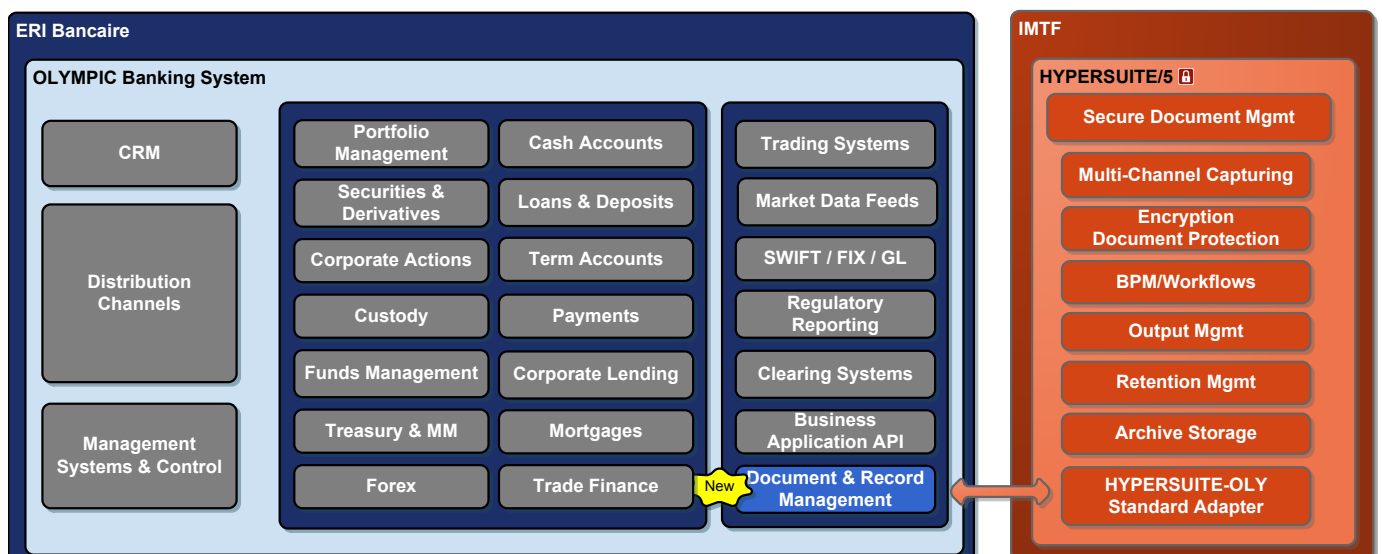 ERI Bancaire
OLYMPIC Banking System
CRM
Distribution
Channels
Management
Systems & Control
Portfolio
Management
Securities &
Derivatives
Corporate Actions
Custody
Funds Management
Treasury & MM
Forex
Cash Accounts
Loans & Deposits
Term Accounts
Payments
Corporate Lending
Mortgages
Trade Finance
Trading Systems
Market Data Feeds
SWIFT / FIX / GL
Regulatory
Reporting
Clearing Systems
Business
Application API
New
Document & Record
Management
IMTF
HYPERSUITE/5
Secure Document Mgmt
Multi-Channel Capturing
Encryption
Document Protection
BPM/Workflows
Output Mgmt
Retention Mgmt
Archive Storage
HYPERSUITE-OLY
Standard Adapter